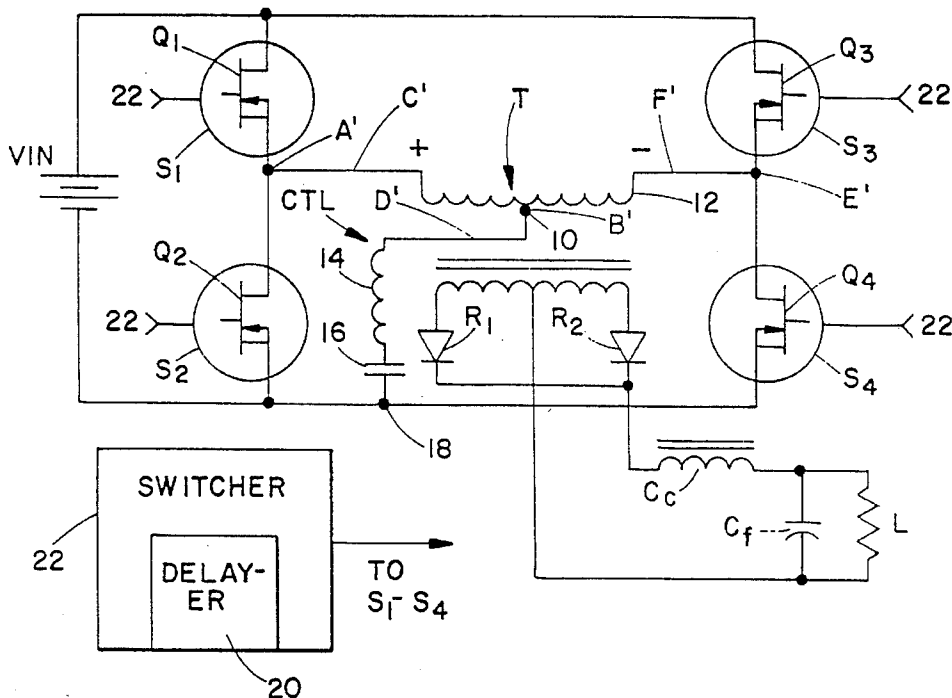 Q1
Q3
22
C'
T
F'
22
A'
+
-
VIN
S1
S3
CTL
D'
B'
12
E'
10
Q2
14
Q4
22
R1
R2
22
16
S2
S4
18
SWITCHER
Cc
22
Cf
L
DELAY-
ER
TO
S1- S4
20